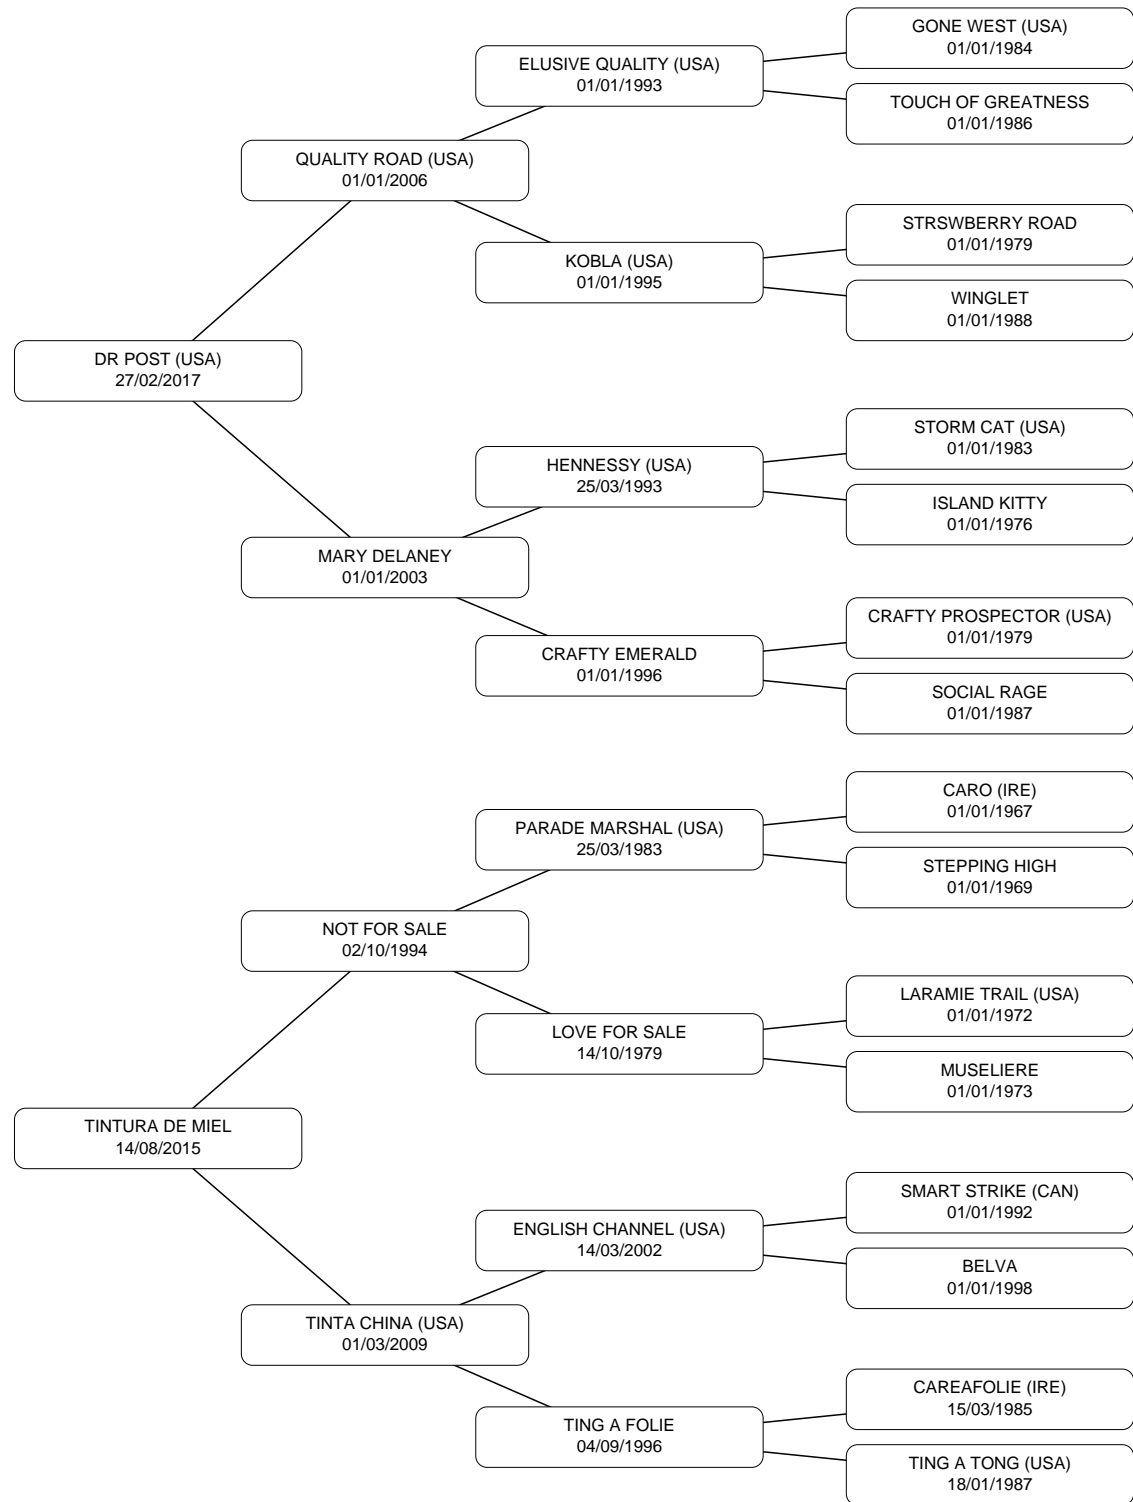 GONE WEST (USA)
01/01/1984
ELUSIVE QUALITY (USA)
01/01/1993
TOUCH OF GREATNESS
01/01/1986
QUALITY ROAD (USA)
01/01/2006
STRSWBERRY ROAD
01/01/1979
KOBLA (USA)
01/01/1995
WINGLET
01/01/1988
DR POST (USA)
27/02/2017
STORM CAT (USA)
01/01/1983
HENNESSY (USA)
25/03/1993
ISLAND KITTY
01/01/1976
MARY DELANEY
01/01/2003
CRAFTY PROSPECTOR (USA)
01/01/1979
CRAFTY EMERALD
01/01/1996
SOCIAL RAGE
01/01/1987
CARO (IRE)
01/01/1967
PARADE MARSHAL (USA)
25/03/1983
STEPPING HIGH
01/01/1969
NOT FOR SALE
02/10/1994
LARAMIE TRAIL (USA)
01/01/1972
LOVE FOR SALE
14/10/1979
MUSELIERE
01/01/1973
TINTURA DE MIEL
14/08/2015
SMART STRIKE (CAN)
01/01/1992
ENGLISH CHANNEL (USA)
14/03/2002
BELVA
01/01/1998
TINTA CHINA (USA)
01/03/2009
CAREAFOLIE (IRE)
15/03/1985
TING A FOLIE
04/09/1996
TING A TONG (USA)
18/01/1987